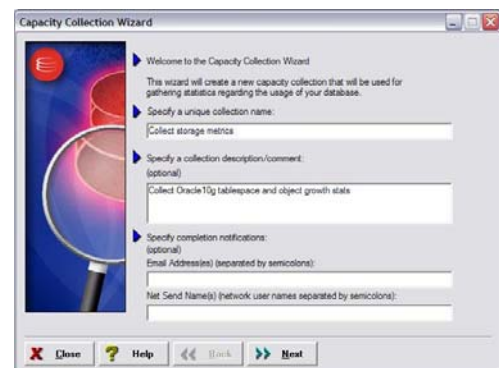 Capacity Collection Wizard
Welcome to the Capacity Collection Wizard
This wizard will create a new capacity collection that will be used for
gathering statistics regarding the usage of your database.
Specify a unique collection name:
Collect storage metrics
Specify a collection description/comment:
(optional)
Collect Oracle10g tablespace and object growth stats
Specify completion notifications:
(optional)
Email Address(es) (separated by semicolons):
Net Send Name(s) (network user names separated by semicolons):
Close Help Back Next